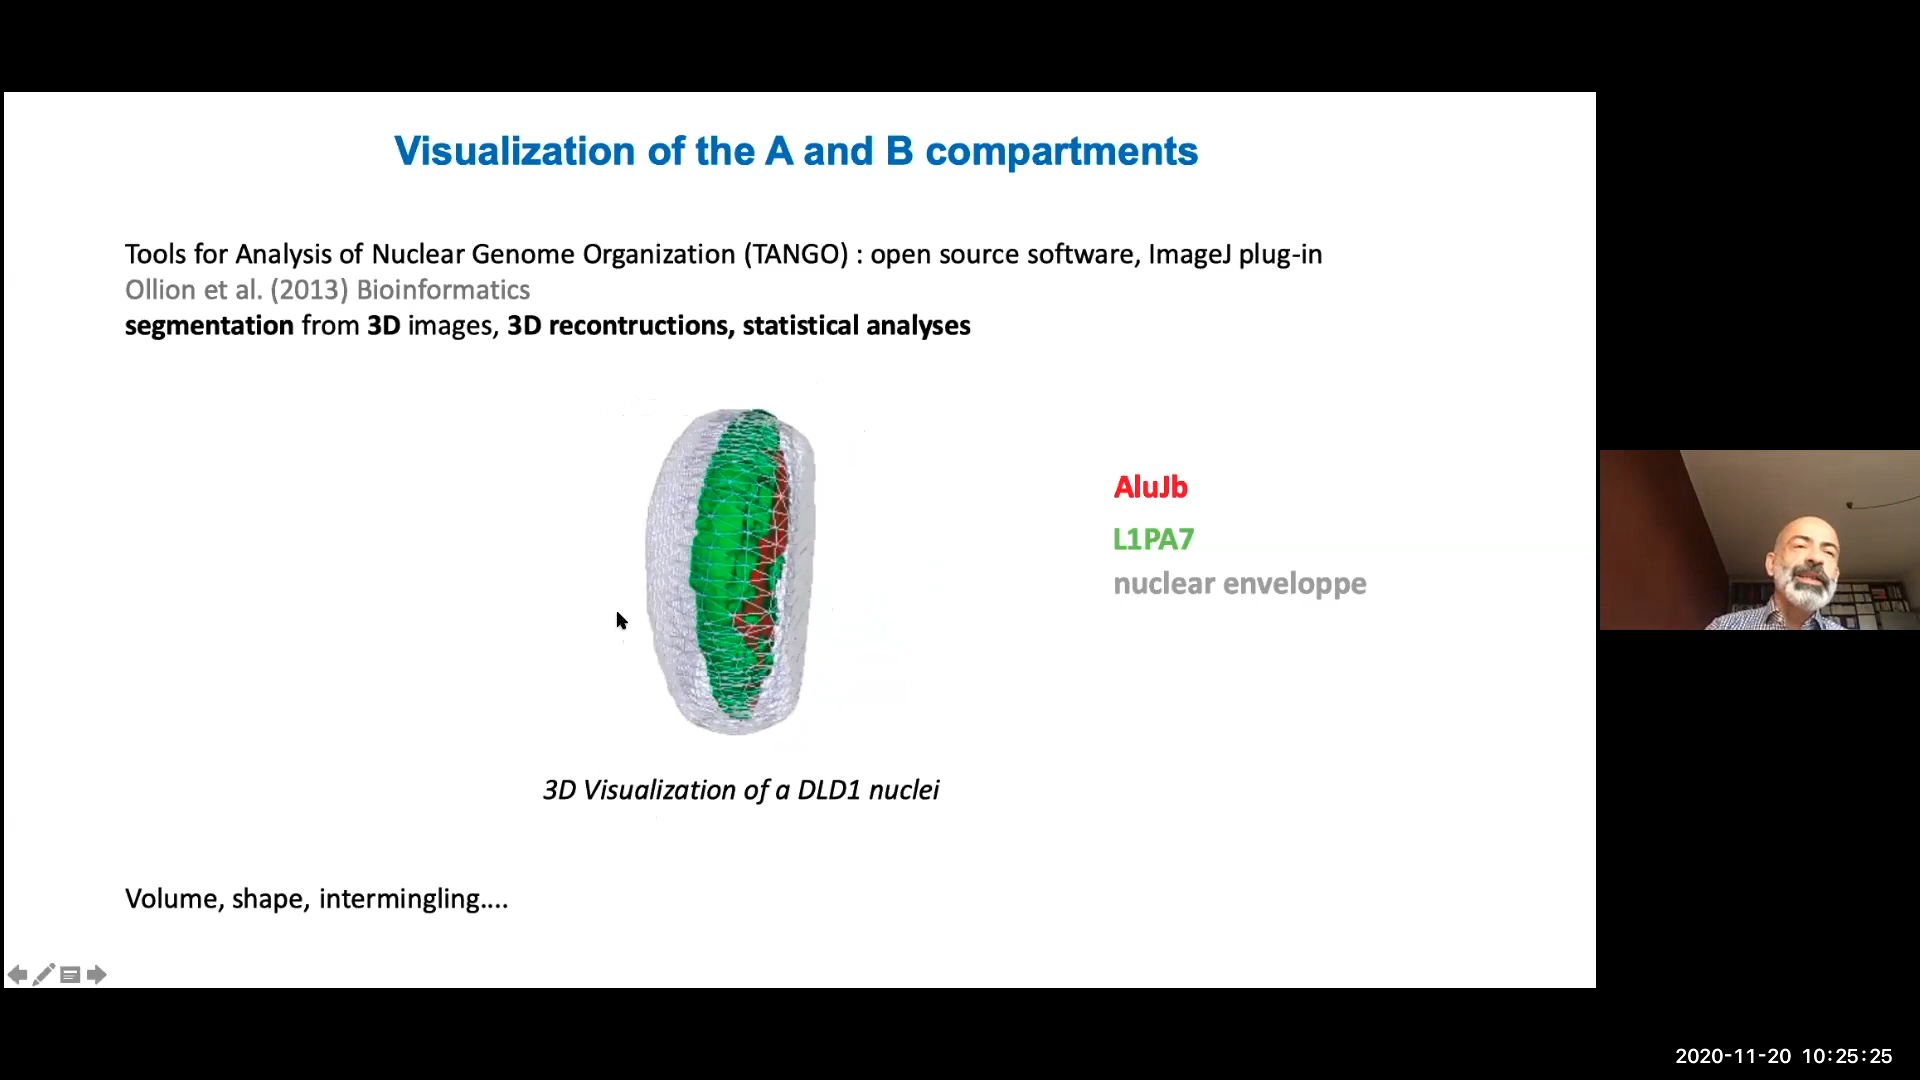 Visualization of the A and B compartments
Tools for Analysis of Nuclear Genome Organization (TANGO) : open source software, ImageJ plug-in
Ollion et al. (2013) Bioinformatics
segmentation from 3D images, 3D recontructions, statistical analyses
AluJb
L1PA7
nuclear enveloppe
3D Visualization of a DLD1 nuclei
Volume, shape, intermingling....
2020-11-20 10:25:25